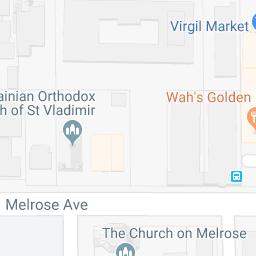 Virgil Market
ainian Orthodox
h of St Vladimir
Wah's Golden
Melrose Ave
The Church on Melrose